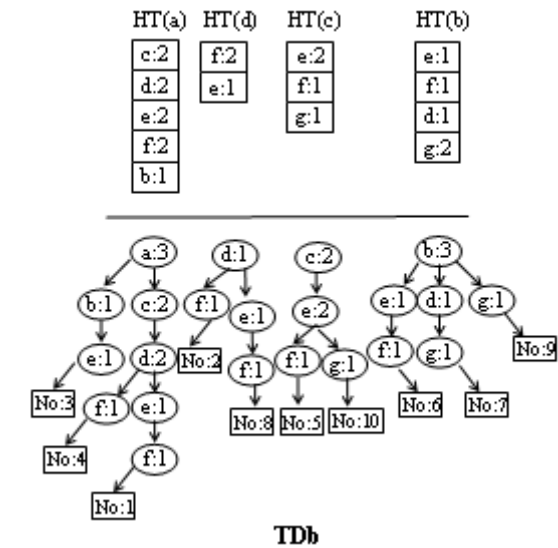 HT(a) HT(d) HT(c) HT(b)
c:2 f:2 e:2 e:1
d:2 e:1 f:1 f:1
e:2 g:1 d:1
f:2 g:2
b:1
a:3 d:1 c:2 b:3
b:1 c:2 f:1 e:1 e:2 e:1 d:1 g:1
e:1 d:2 No:2 f:1 f:1 g:1 f:1 g:1 No:9
No:3 f:1 e:1 No:8 No:5 No:10 No:6 No:7
No:4 f:1
No:1
TDb